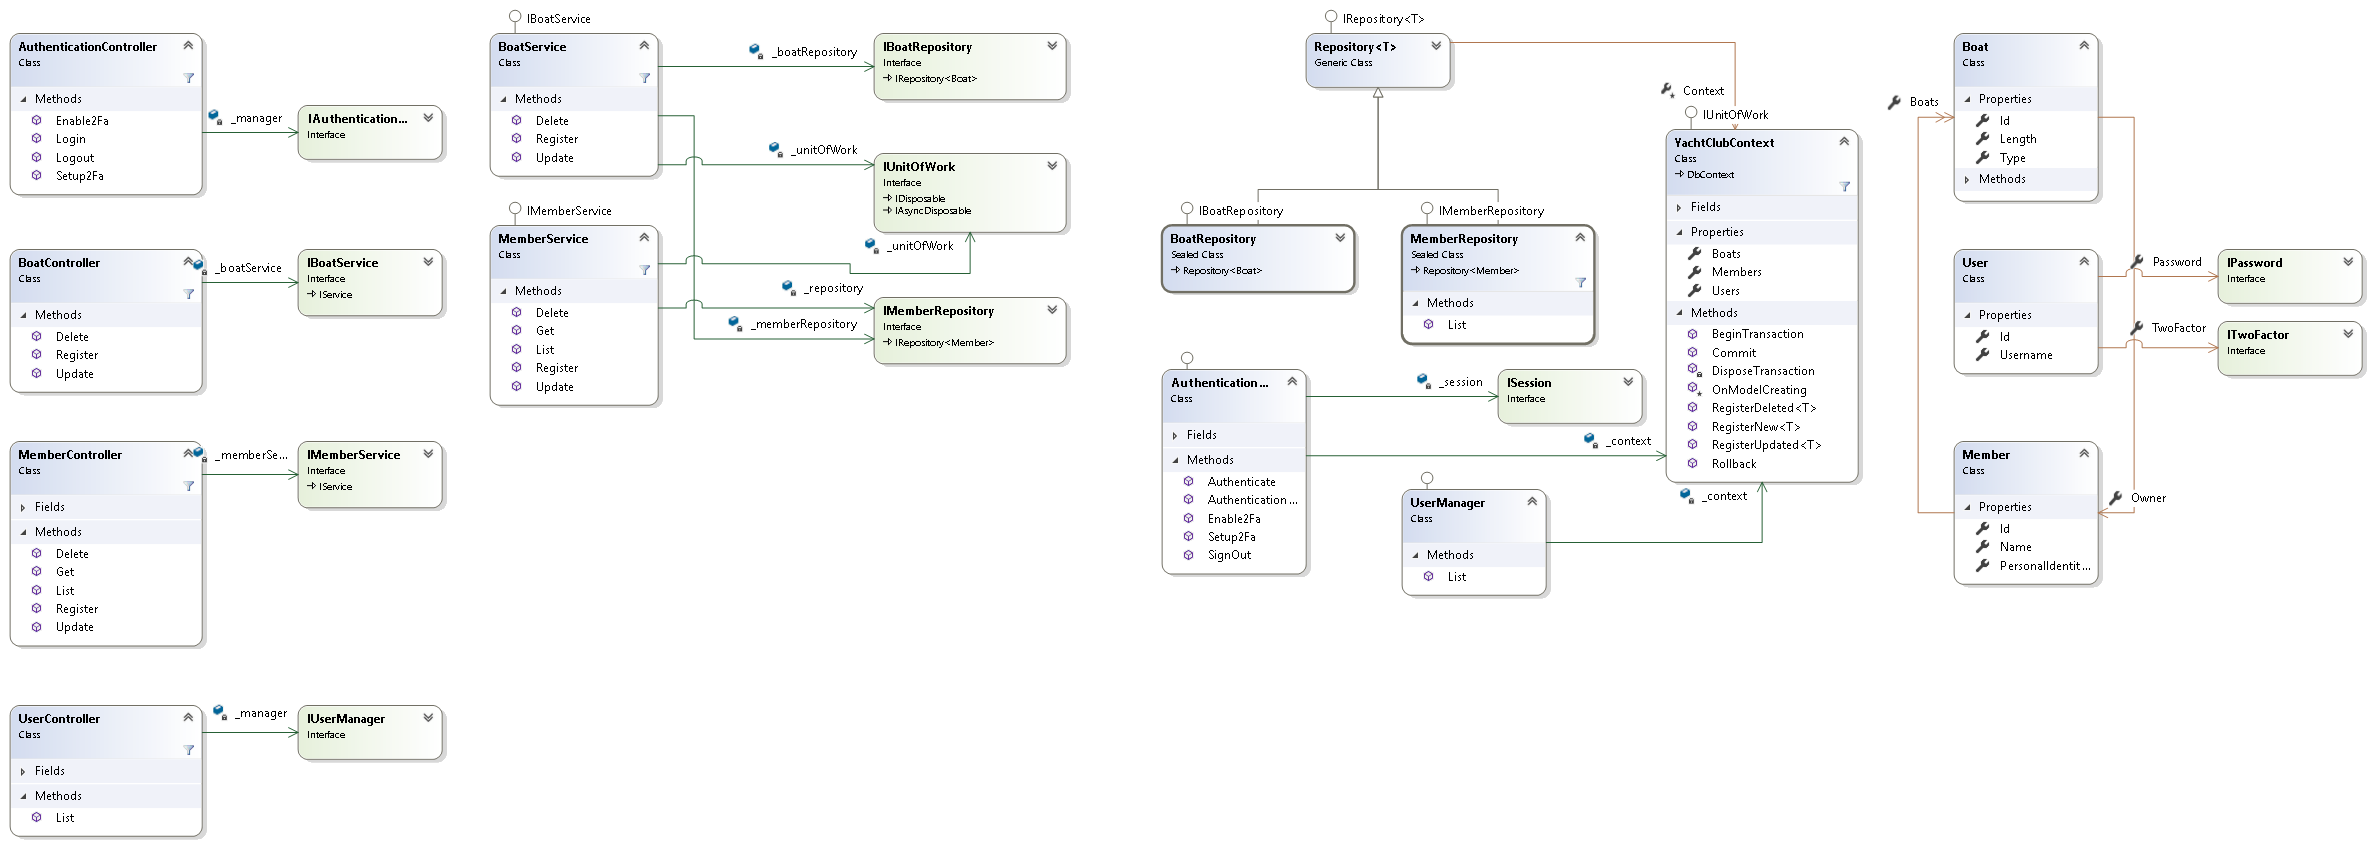 AuthenticationController
Class
Methods
Enable2Fa
Login
Logout
Setup2Fa
_manager
IAuthentication...
Interface
BoatController
Class
Methods
Delete
Register
Update
_boatService
IBoatService
Interface
IService
MemberController
Class
Fields
Methods
Delete
Get
List
Register
Update
_memberSe...
IMemberService
Interface
IService
UserController
Class
Fields
Methods
List
_manager
IUserManager
Interface
IBoatService
BoatService
Class
Methods
Delete
Register
Update
_boatRepository
IBoatRepository
Interface
IRepository<Boat>
_unitOfWork
IUnitOfWork
Interface
IDisposable
IAsyncDisposable
IMemberService
MemberService
Class
Methods
Delete
Get
List
Register
Update
_unitOfWork
_repository
_memberRepository
IMemberRepository
Interface
IRepository<Member>
IRepository<T>
Repository<T>
Generic Class
Context
IBoatRepository
BoatRepository
Sealed Class
Repository<Boat>
IMemberRepository
MemberRepository
Sealed Class
Repository<Member>
Methods
List
Authentication...
Class
Fields
Methods
Authenticate
Authentication ...
Enable2Fa
Setup2Fa
SignOut
_session
ISession
Interface
_context
UserManager
Class
Methods
List
_context
IUnitOfWork
YachtClubContext
Class
DbContext
Fields
Properties
Boats
Members
Users
Methods
BeginTransaction
Commit
DisposeTransaction
OnModelCreating
RegisterDeleted<T>
RegisterNew<T>
RegisterUpdated<T>
Rollback
Boats
Boat
Class
Properties
Id
Length
Type
Methods
User
Class
Properties
Id
Username
Password
IPassword
Interface
TwoFactor
ITwoFactor
Interface
Member
Class
Properties
Id
Name
PersonalIdentit...
Owner